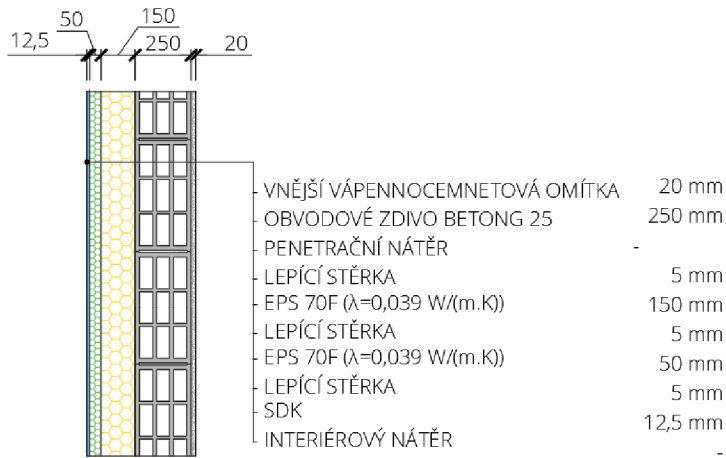 50
150
12,5
250
20
VNĚJŠÍ VÁPENNOCEMNETOVÁ OMÍTKA 20 mm
OBVODOVÉ ZDIVO BETONG 25 250 mm
PENETRAČNÍ NÁTĚR -
LEPÍCÍ STĚRKA 5 mm
EPS 70F (λ=0,039 W/(m.K)) 150 mm
LEPÍCÍ STĚRKA 5 mm
EPS 70F (λ=0,039 W/(m.K)) 50 mm
LEPÍCÍ STĚRKA 5 mm
SDK 12,5 mm
INTERIÉROVÝ NÁTĚR -